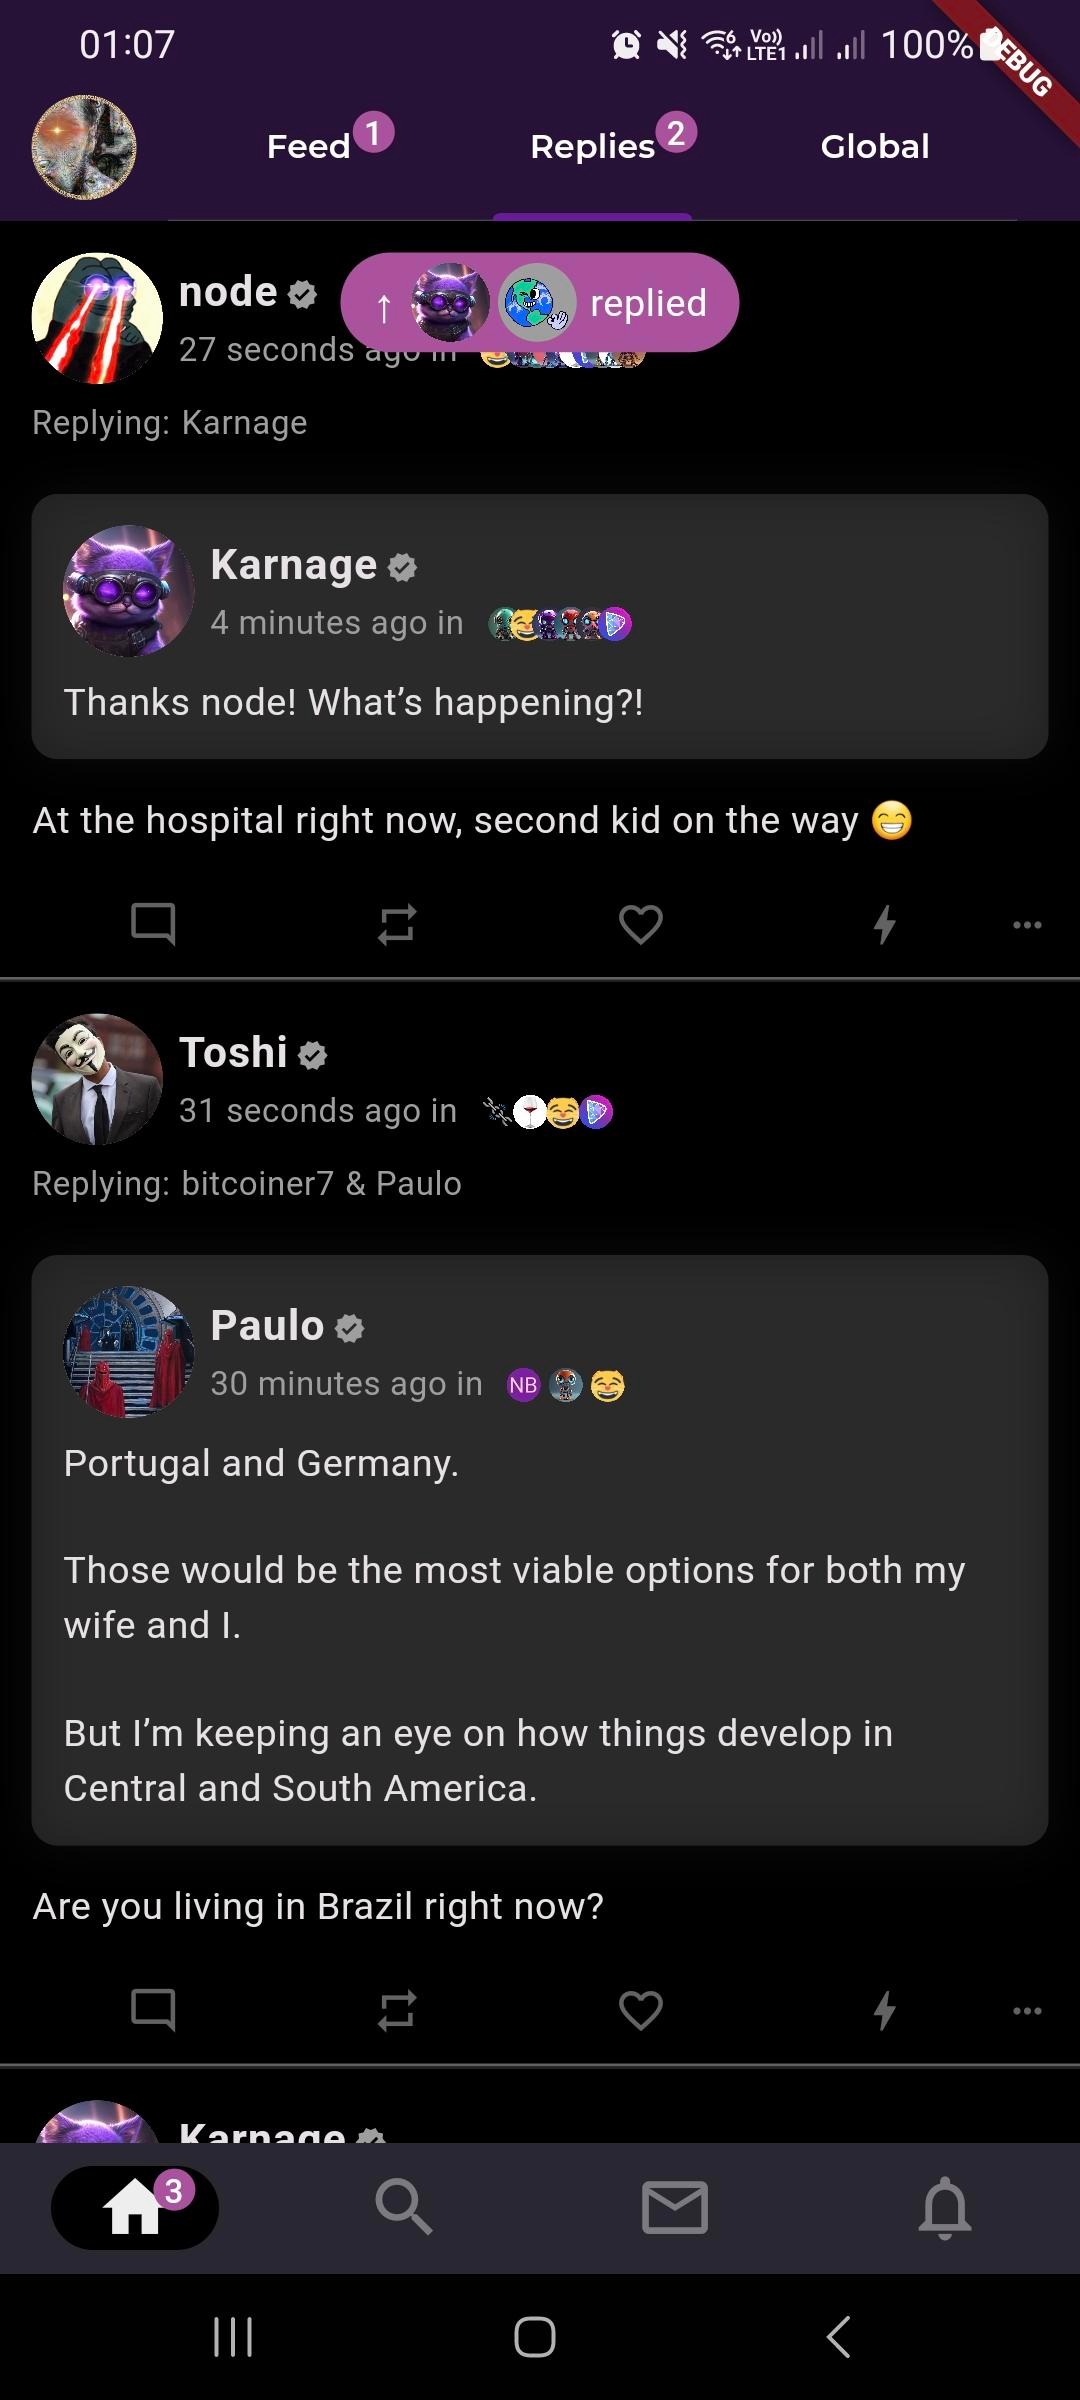 01:07
Vo))
LTE1
6
100%
DEBUG
Feed 1
Replies 2
Global
node
↑ replied
27 seconds ago in
Replying: Karnage
Karnage
4 minutes ago in
Thanks node! What’s happening?!
At the hospital right now, second kid on the way 😁
Toshi
31 seconds ago in
Replying: bitcoiner7 & Paulo
Paulo
30 minutes ago in NB
Portugal and Germany.
Those would be the most viable options for both my
wife and I.
But I’m keeping an eye on how things develop in
Central and South America.
Are you living in Brazil right now?
Karnage
3